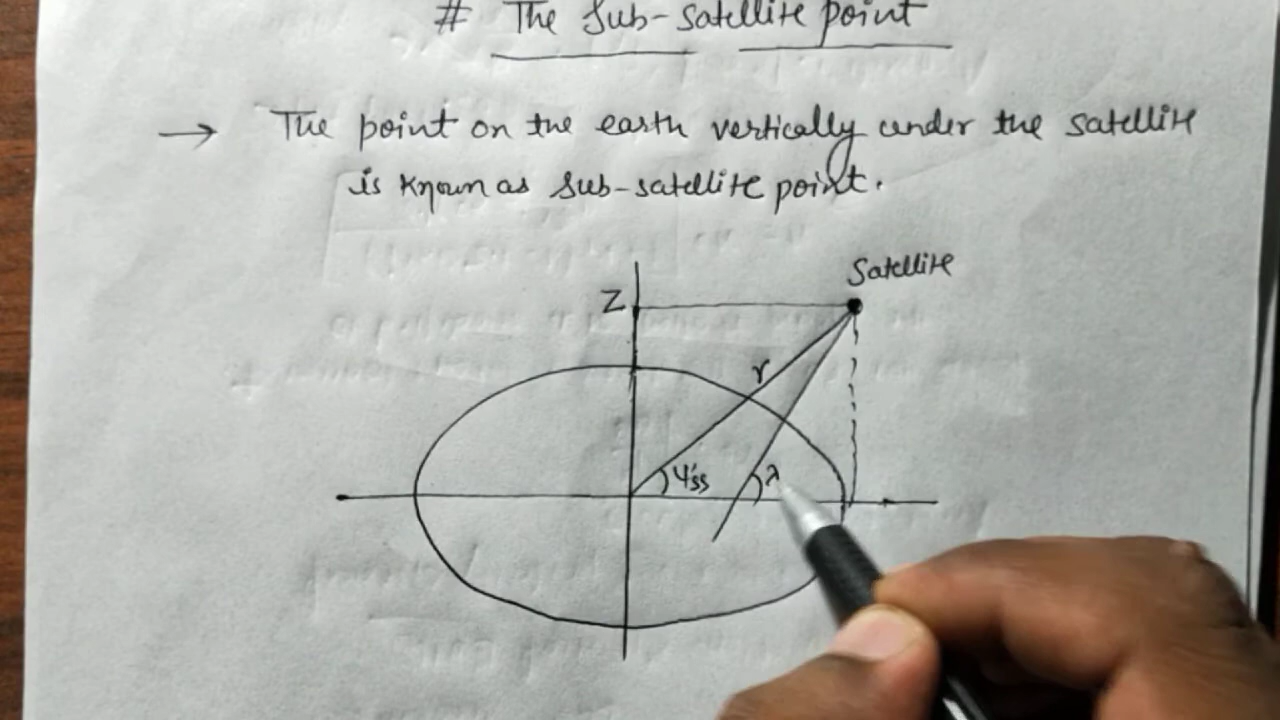 # The Sub-satellite point
→ The point on the earth vertically under the satellite
is known as sub-satellite point.
Satellite
Z
r
Ψ'ss
λ